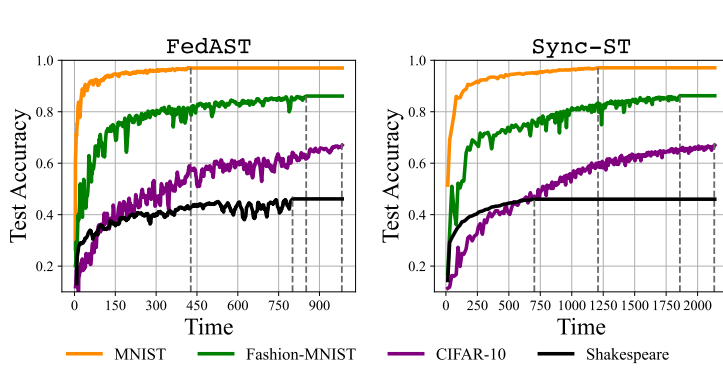 FedAST
Sync-ST
1.0
0.8
0.6
0.4
0.2
Test Accuracy
0
150
300
450
600
750
900
Time
1.0
0.8
0.6
0.4
0.2
Test Accuracy
0
250
500
750
1000
1250
1500
1750
2000
Time
MNIST
Fashion-MNIST
CIFAR-10
Shakespeare